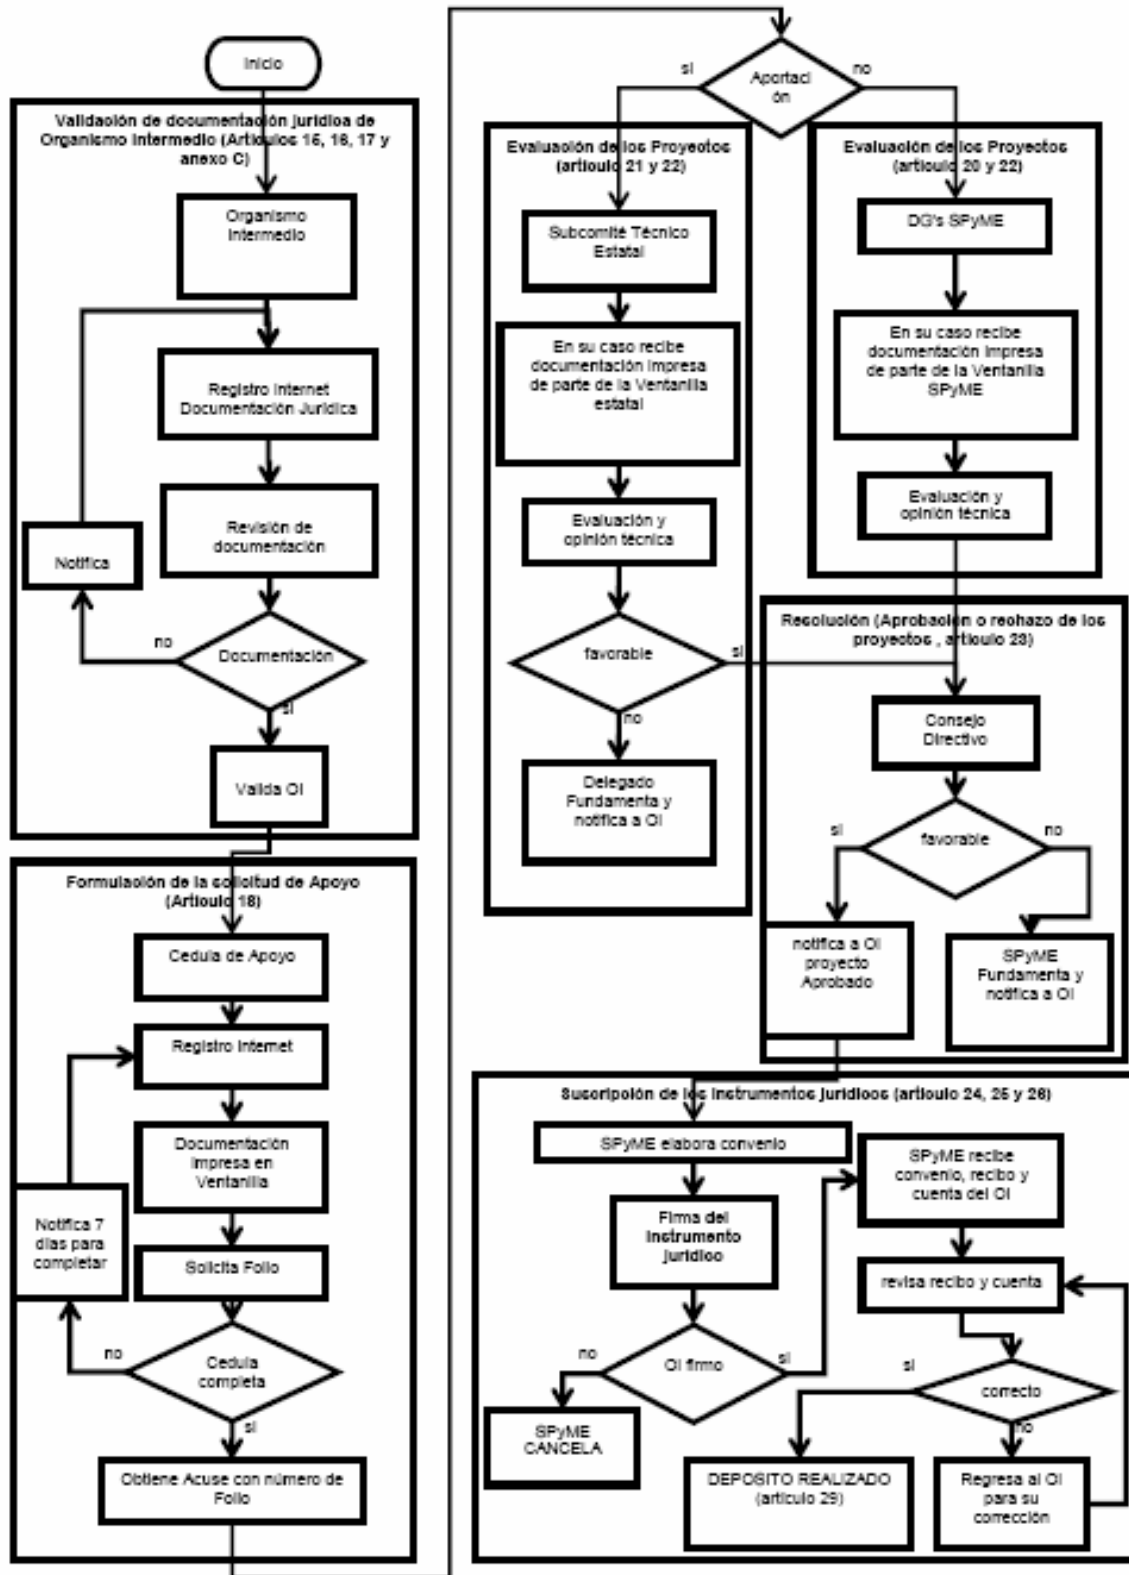 Inicio
Validación de documentación jurídica de
Organismo Intermedio (Artículos 15, 16, 17 y
anexo C)
Organismo
Intermedio
Registro Internet
Documentación Jurídica
Revisión de
documentación
Notifica
no
Documentación
si
Valida OI
Formulación de la solicitud de Apoyo
(Artículo 18)
Cedula de Apoyo
Registro Internet
Documentación
Impresa en
Ventanilla
Notifica 7
días para
completar
Solicita Folio
no
Cedula
completa
si
Obtiene Acuse con número de
Folio
si
Aportaci
ón
no
Evaluación de los Proyectos
(artículo 21 y 22)
Subcomité Técnico
Estatal
En su caso recibe
documentación Impresa
de parte de la Ventanilla
estatal
Evaluación y
opinión técnica
favorable
si
no
Delegado
Fundamenta y
notifica a OI
Evaluación de los Proyectos
(artículo 20 y 22)
DG's SPyME
En su caso recibe
documentación Impresa
de parte de la Ventanilla
SPyME
Evaluación y
opinión técnica
Resolución (Aprobación o rechazo de los
proyectos , artículo 23)
Consejo
Directivo
si
favorable
no
notifica a OI
proyecto
Aprobado
SPyME
Fundamenta y
notifica a OI
Suscripción de los Instrumentos jurídicos (artículo 24, 25 y 26)
SPyME elabora convenio
Firma del
Instrumento
jurídico
no
OI firmo
si
SPyME
CANCELA
SPyME recibe
convenio, recibo y
cuenta del OI
revisa recibo y cuenta
si
correcto
no
DEPOSITO REALIZADO
(artículo 29)
Regresa al OI
para su
corrección